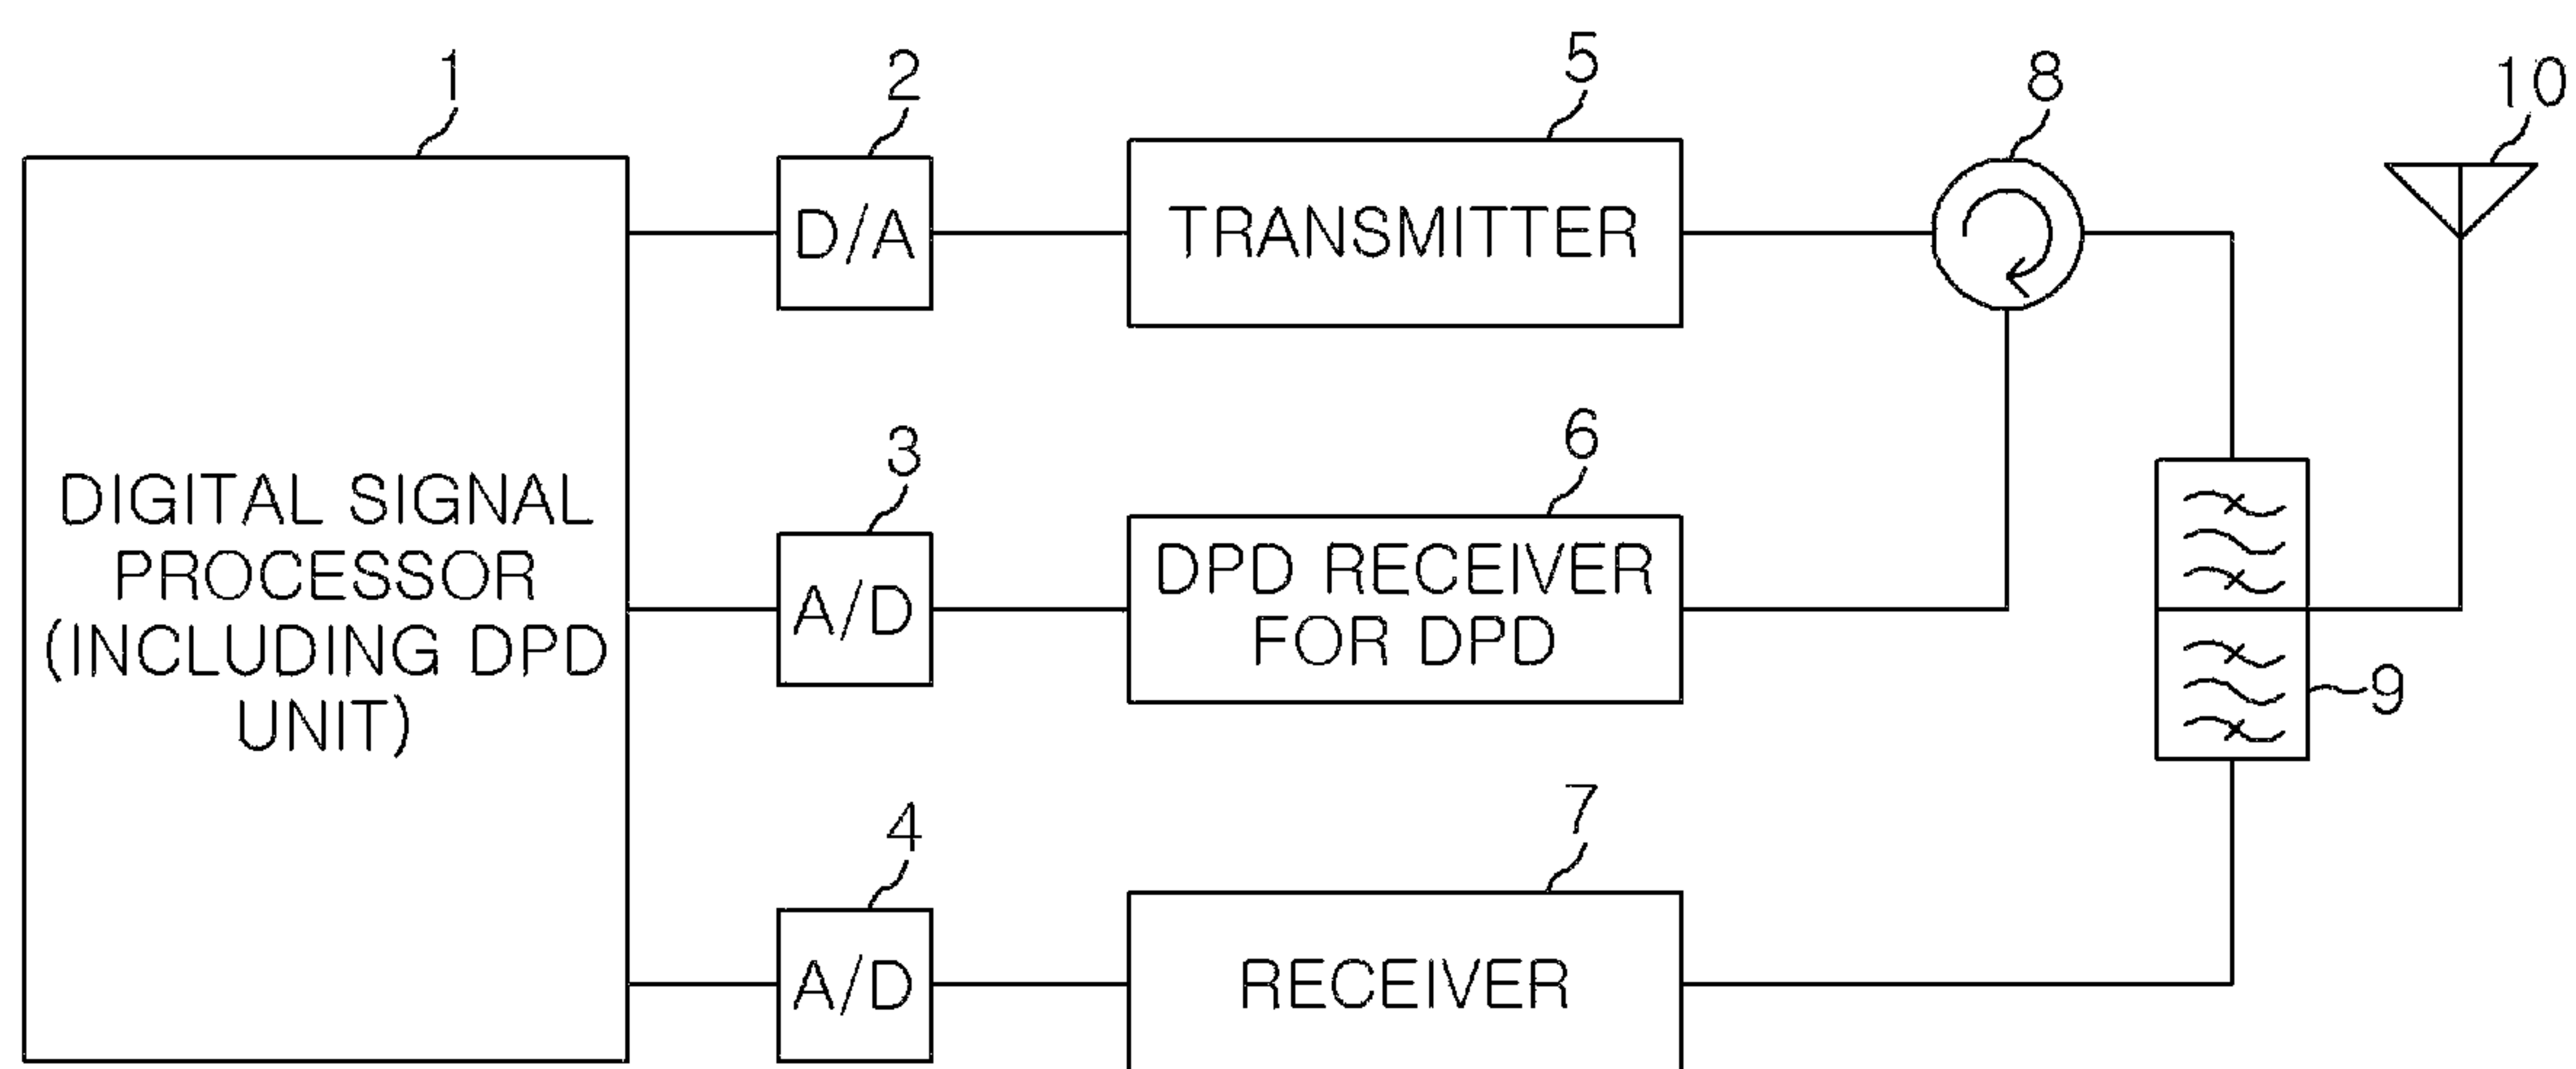 1
2
5
8
10
D/A
TRANSMITTER
3
6
DIGITAL SIGNAL
PROCESSOR
(INCLUDING DPD
UNIT)
A/D
DPD RECEIVER
FOR DPD
9
4
7
A/D
RECEIVER